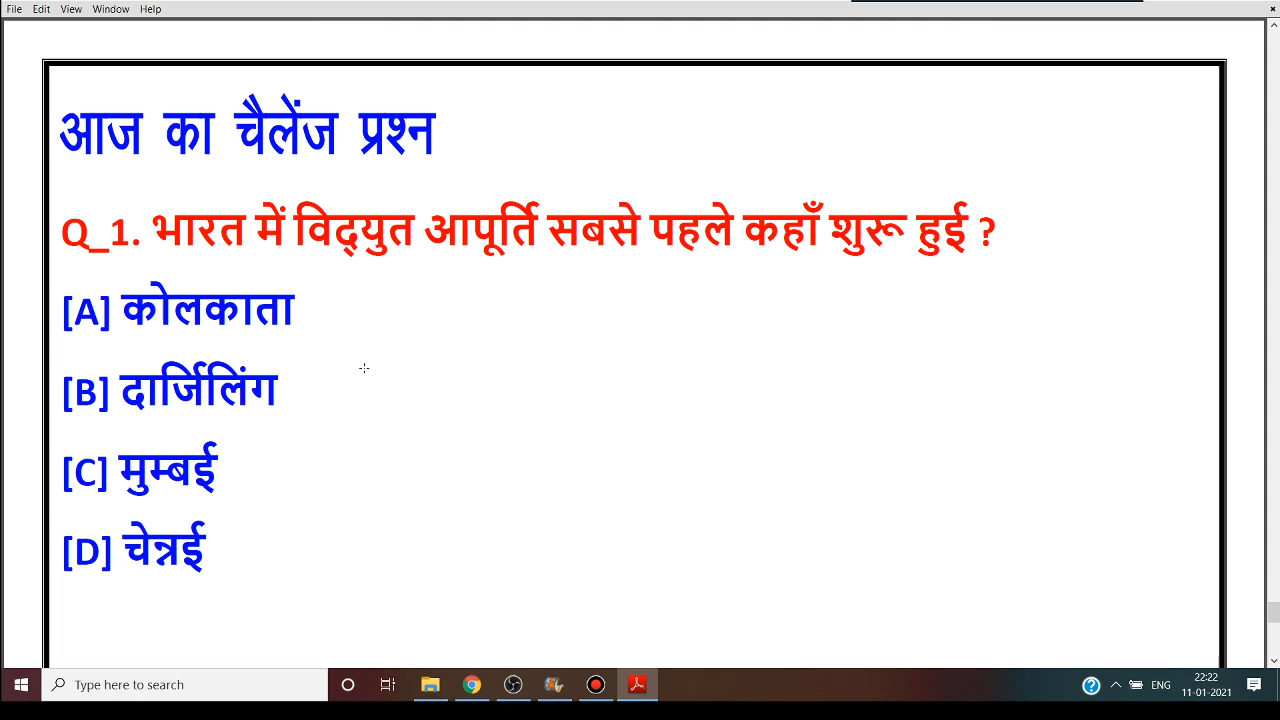 File Edit View Window Help
आज का चैलेंज प्रश्न
Q_1. भारत में विद्युत आपूर्ति सबसे पहले कहाँ शुरू हुई ?
[A] कोलकाता
[B] दार्जिलिंग
[C] मुम्बई
[D] चेन्नई
Type here to search
ENG
22:22
11-01-2021